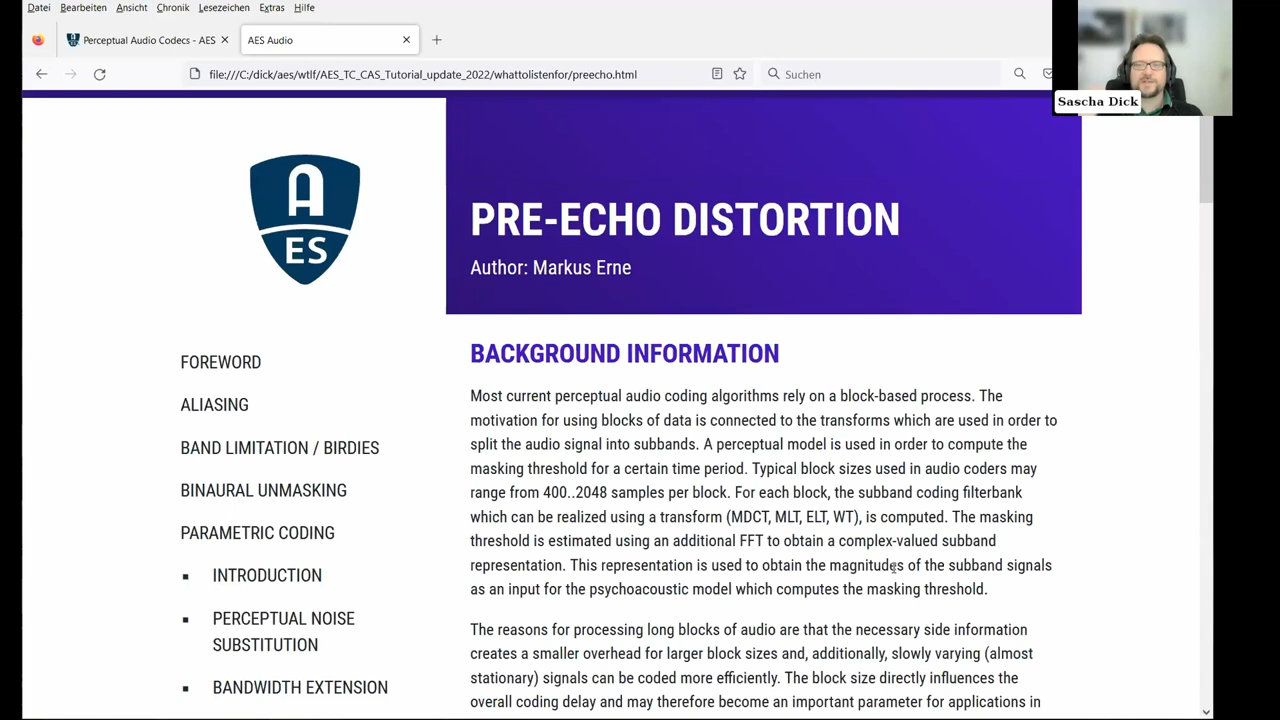 Datei Bearbeiten Ansicht Chronik Lesezeichen Extras Hilfe
Perceptual Audio Codecs - AES
AES Audio
file:///C:/dick/aes/wtlf/AES_TC_CAS_Tutorial_update_2022/whattolistenfor/preecho.html
Suchen
Sascha Dick
A
ES
PRE-ECHO DISTORTION
Author: Markus Erne
FOREWORD
ALIASING
BAND LIMITATION / BIRDIES
BINAURAL UNMASKING
PARAMETRIC CODING
INTRODUCTION
PERCEPTUAL NOISE
SUBSTITUTION
BANDWIDTH EXTENSION
BACKGROUND INFORMATION
Most current perceptual audio coding algorithms rely on a block-based process. The
motivation for using blocks of data is connected to the transforms which are used in order to
split the audio signal into subbands. A perceptual model is used in order to compute the
masking threshold for a certain time period. Typical block sizes used in audio coders may
range from 400..2048 samples per block. For each block, the subband coding filterbank
which can be realized using a transform (MDCT, MLT, ELT, WT), is computed. The masking
threshold is estimated using an additional FFT to obtain a complex-valued subband
representation. This representation is used to obtain the magnitudes of the subband signals
as an input for the psychoacoustic model which computes the masking threshold.
The reasons for processing long blocks of audio are that the necessary side information
creates a smaller overhead for larger block sizes and, additionally, slowly varying (almost
stationary) signals can be coded more efficiently. The block size directly influences the
overall coding delay and may therefore become an important parameter for applications in